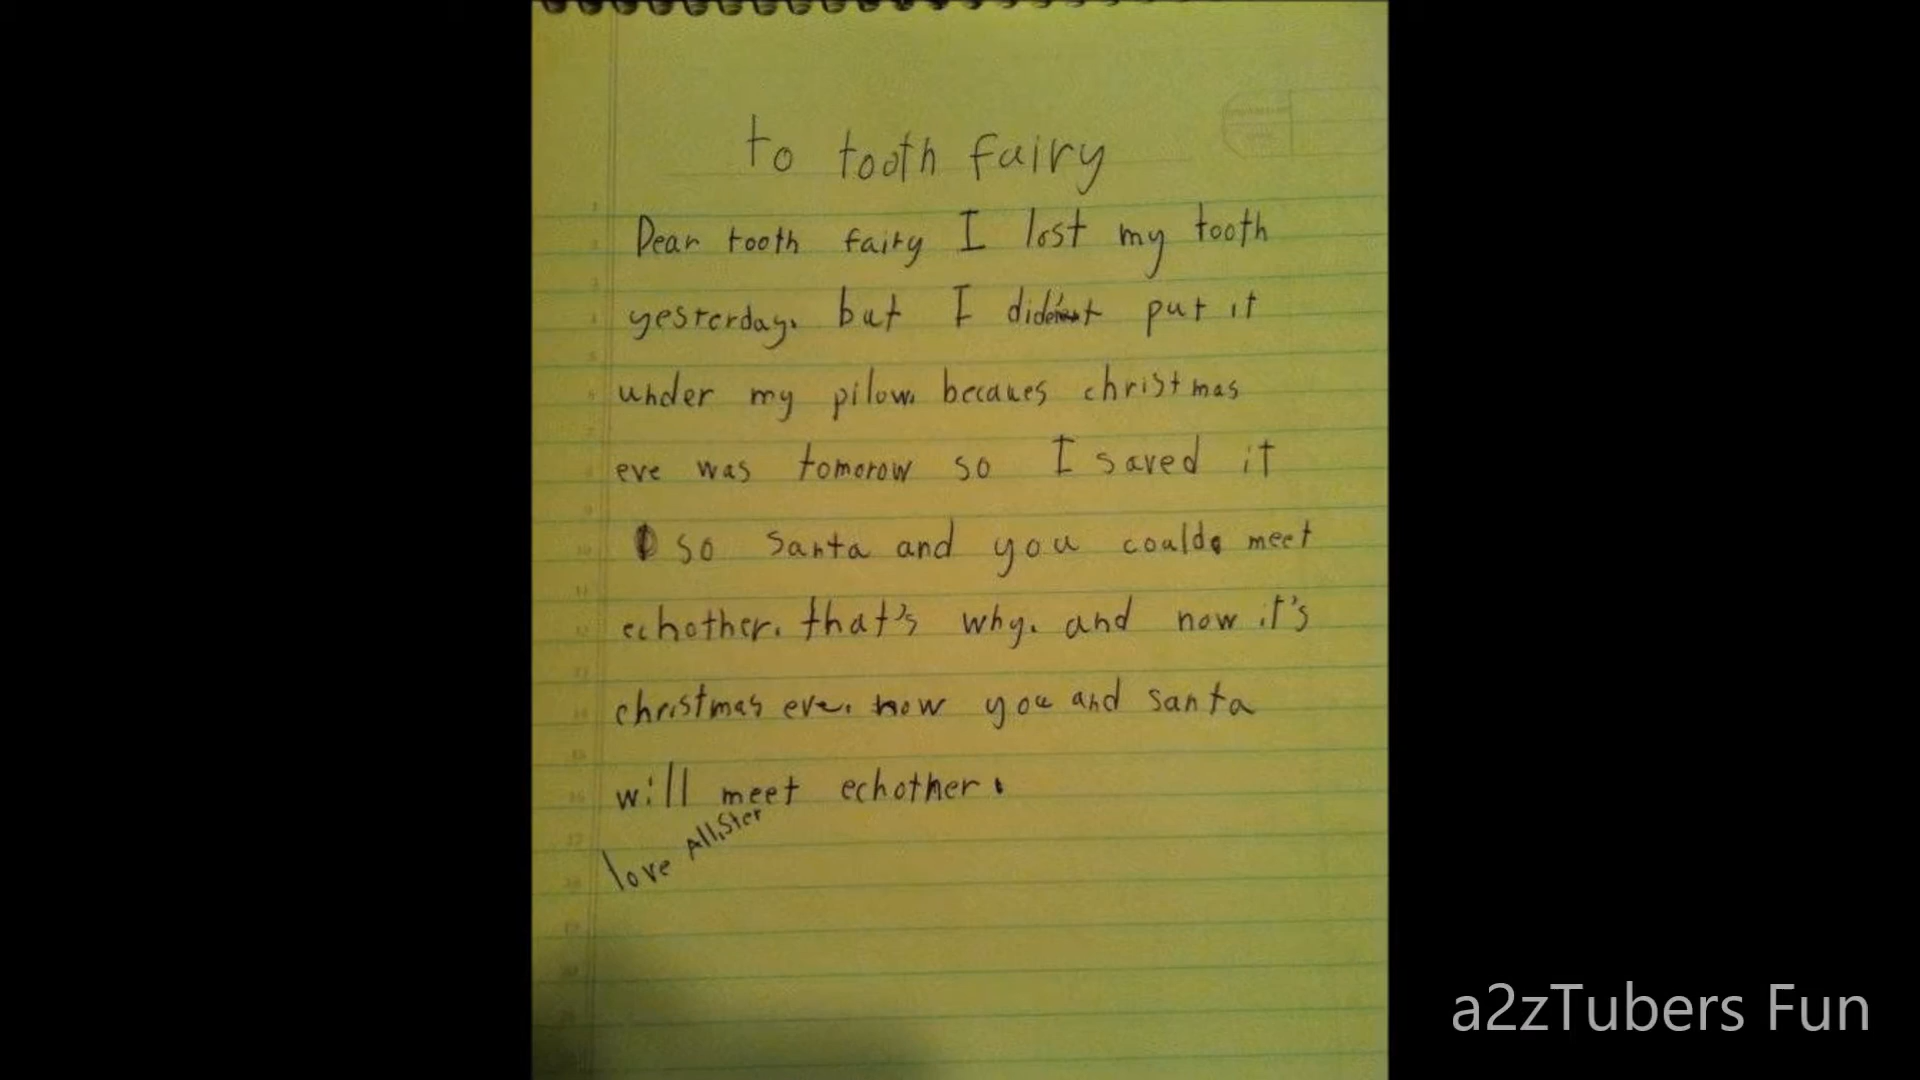 to tooth fairy
Dear tooth fairy I lost my tooth
yesterday. but I dident put it
under my pilow. becaues christmas
eve was tomorow so I saved it
so santa and you could meet
echother. that's why. and now it's
christmas eve. now you and santa
will meet echother.
love Allister
a2zTubers Fun